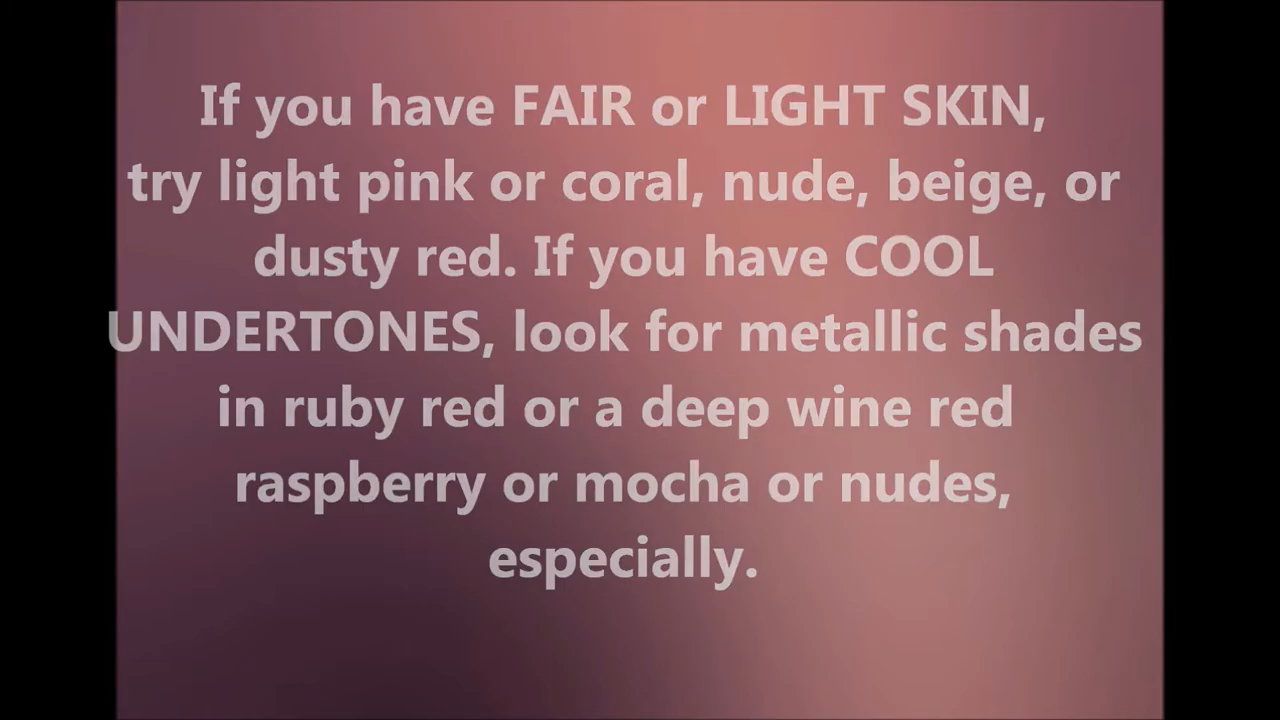 If you have FAIR or LIGHT SKIN,
try light pink or coral, nude, beige, or
dusty red. If you have COOL
UNDERTONES, look for metallic shades
in ruby red or a deep wine red
raspberry or mocha or nudes,
especially.